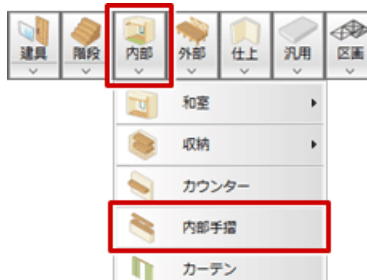 建具 階段 内部 外部 仕上 汎用 区画
和室
収納
カウンター
内部手摺
カーテン